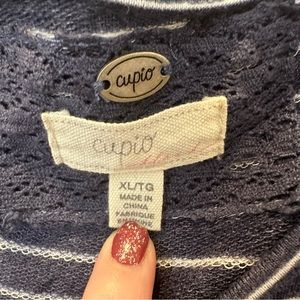 cupio
cupio
XL/TG
MADE IN
CHINA
FABRIQUE